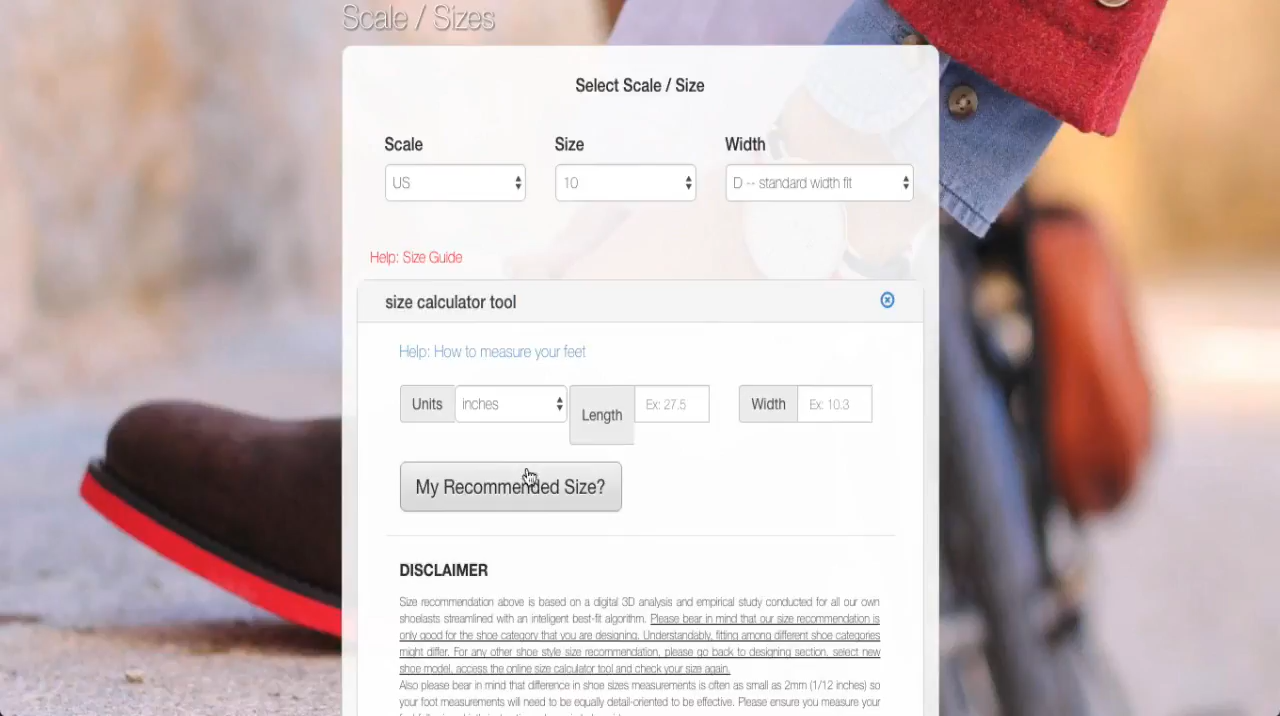 Scale / Sizes
Select Scale / Size
Scale Size Width
US 10 D -- standard width fit
Help: Size Guide
size calculator tool
Help: How to measure your feet
Units inches Length Ex: 27.5 Width Ex: 10.3
My Recommended Size?
DISCLAIMER
Size recommendation above is based on a digital 3D analysis and empirical study conducted for all our own
shoelasts streamlined with an inteligent best-fit algorithm. Please bear in mind that our size recommendation is
only good for the shoe category that you are designing. Understandably, fitting among different shoe categories
might differ. For any other shoe style size recommendation, please go back to designing section, select new
shoe model, access the online size calculator tool and check your size again.
Also please bear in mind that difference in shoe sizes measurements is often as small as 2mm (1/12 inches) so
your foot measurements will need to be equally detail-oriented to be effective. Please ensure you measure your